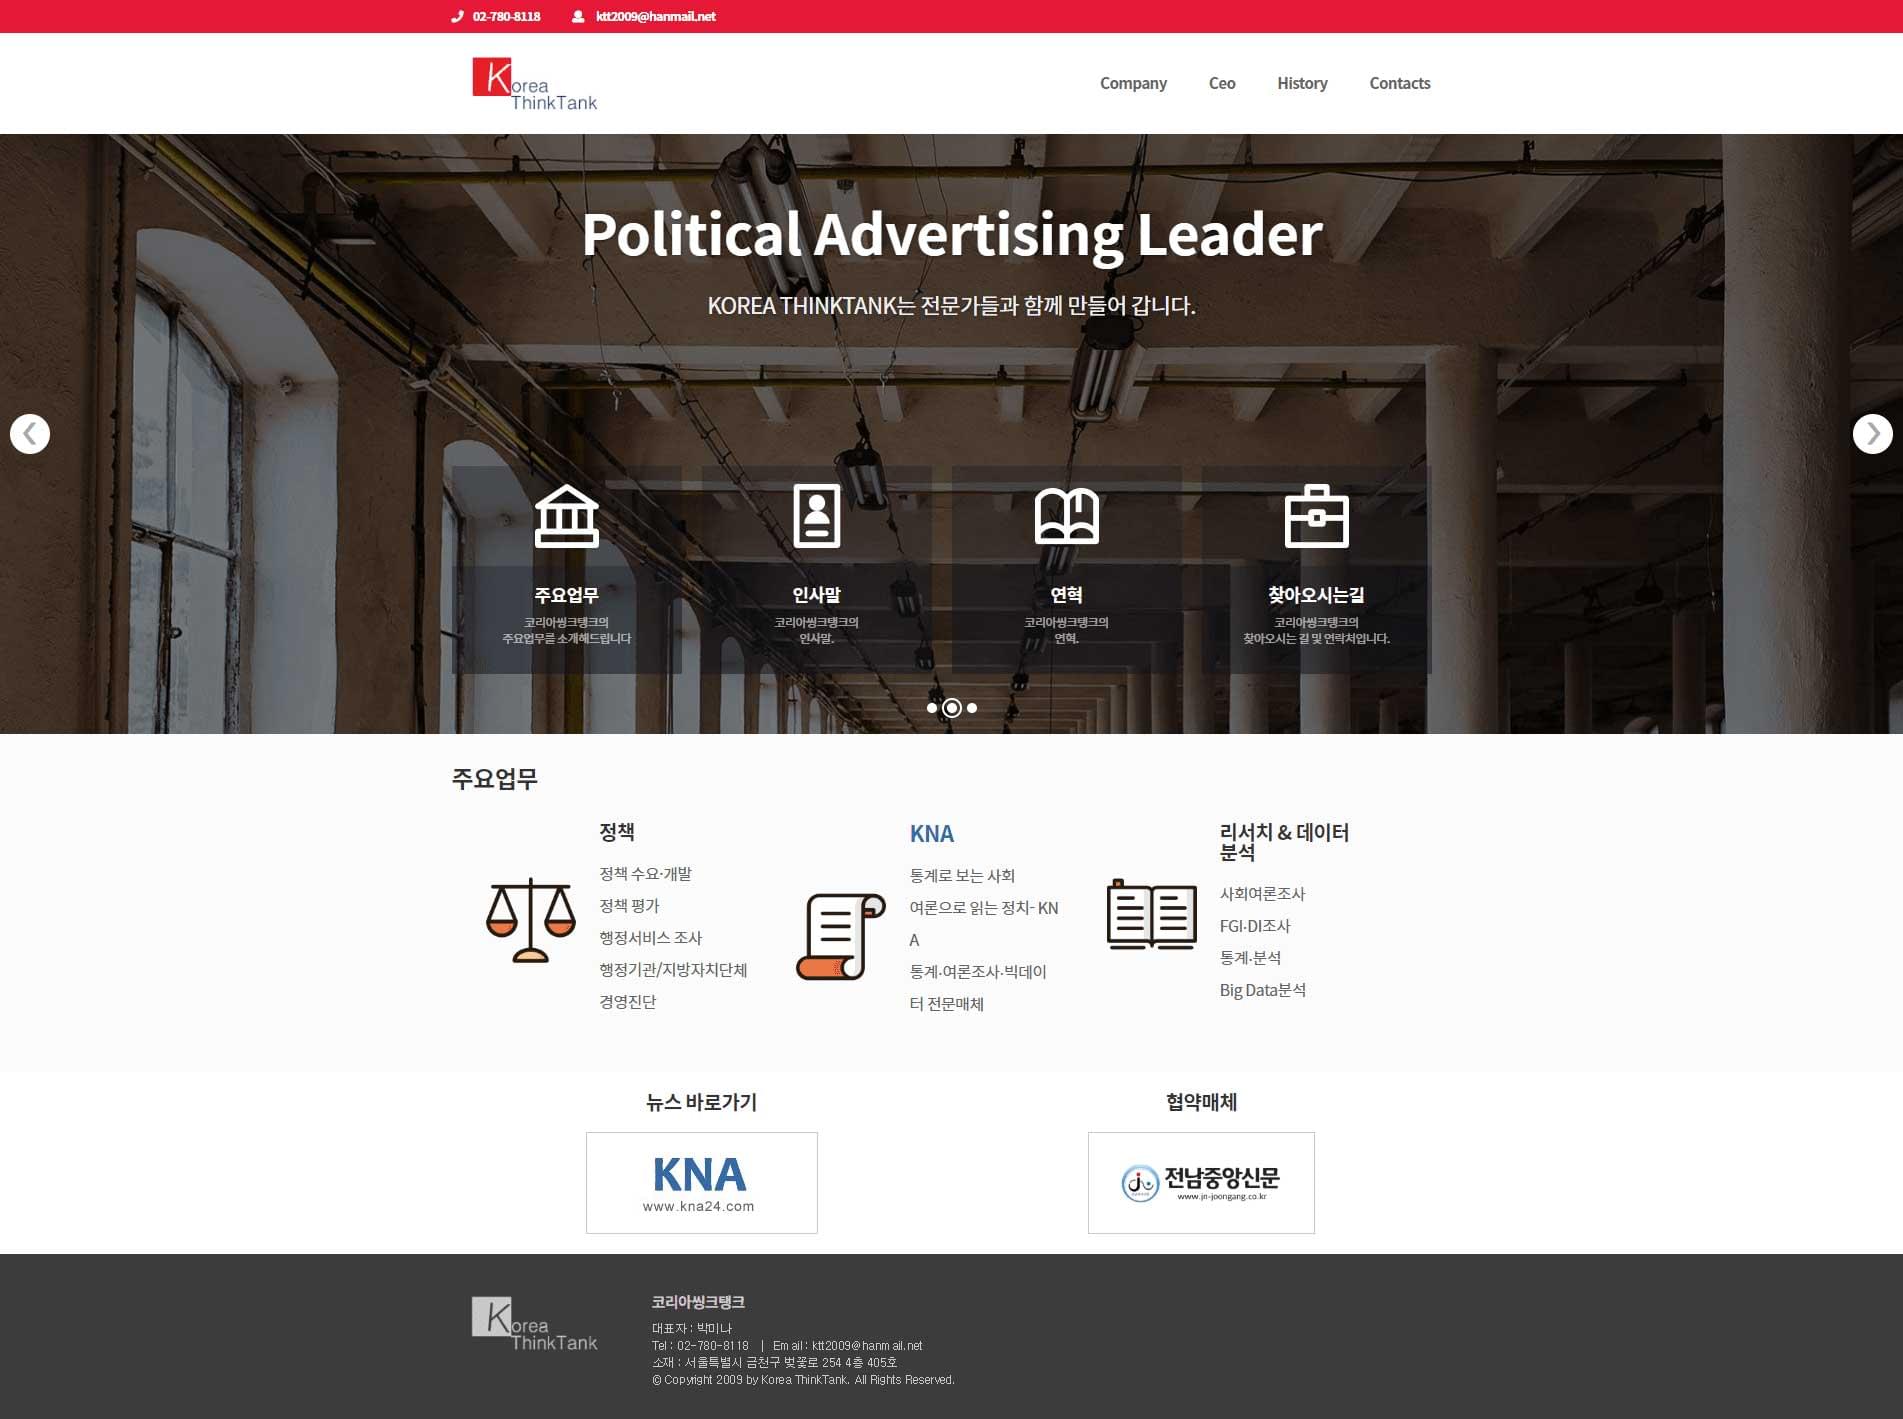 02-780-8118 ktt2009@hanmail.net
Korea
ThinkTank
Company Ceo History Contacts
Political Advertising Leader
KOREA THINKTANK는 전문가들과 함께 만들어 갑니다.
주요업무
코리아씽크탱크의
주요업무를 소개해드립니다
인사말
코리아씽크탱크의
인사말.
연혁
코리아씽크탱크의
연혁.
찾아오시는길
코리아씽크탱크의
찾아오시는 길 및 연락처입니다.
주요업무
정책
정책 수요·개발
정책 평가
행정서비스 조사
행정기관/지방자치단체
경영진단
KNA
통계로 보는 사회
여론으로 읽는 정치- KN
A
통계·여론조사·빅데이
터 전문매체
리서치 & 데이터
분석
사회여론조사
FGI·DI조사
통계·분석
Big Data분석
뉴스 바로가기
KNA
www.kna24.com
협약매체
전남중앙신문
www.jn-joongang.co.kr
Korea
ThinkTank
코리아씽크탱크
대표자 : 박미나
Tel : 02-780-8118 | Email : ktt2009@hanmail.net
소재 : 서울특별시 금천구 벚꽃로 254 4층 405호
© Copyright 2009 by Korea ThinkTank. All Rights Reserved.